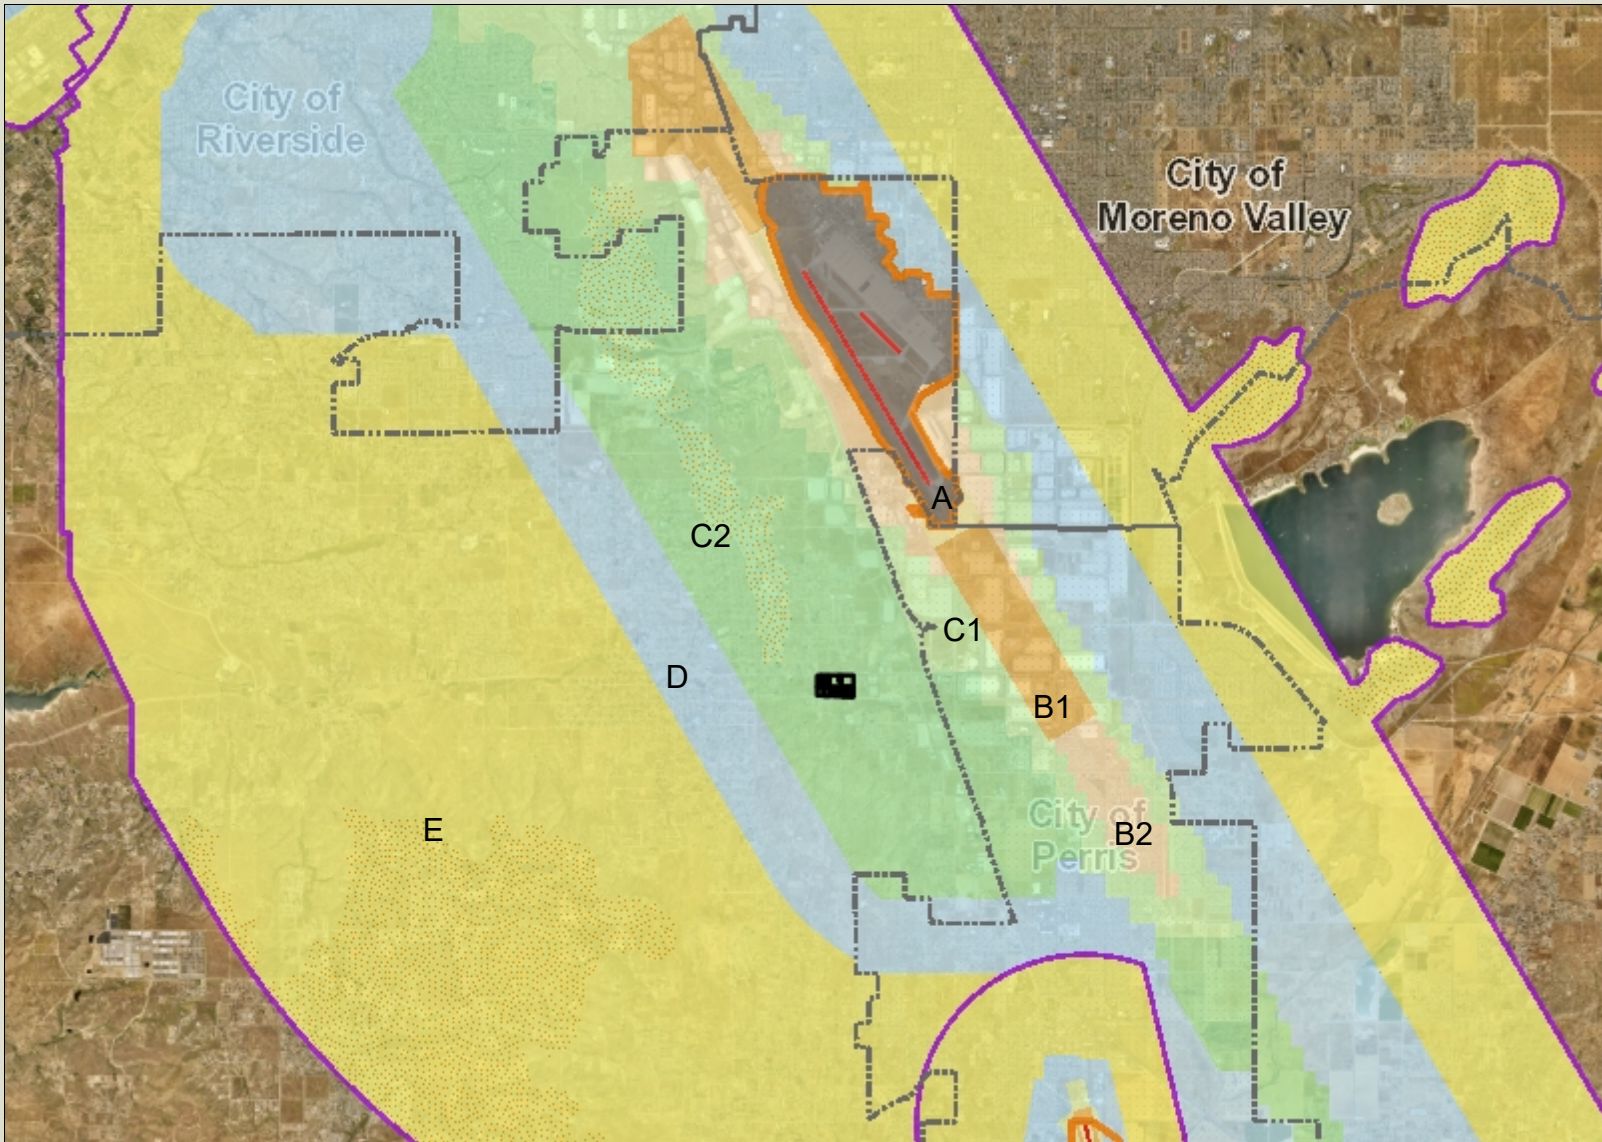 City of
Riverside
City of
Moreno Valley
A
C2
C1
D
B1
City of
Perris
B2
E